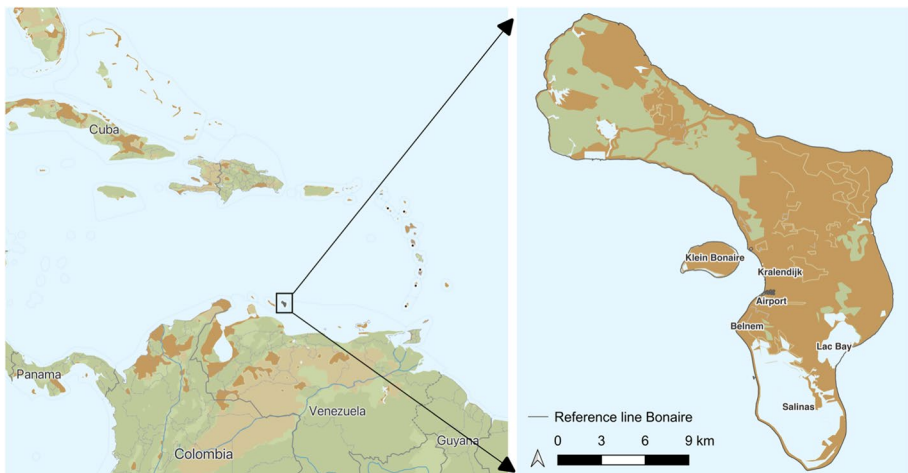 Cuba
Panama
Venezuela
Colombia
Guyana
Klein Bonaire
Kralendijk
Airport
Belnem
Lac Bay
Salinas
Reference line Bonaire
0 3 6 9 km